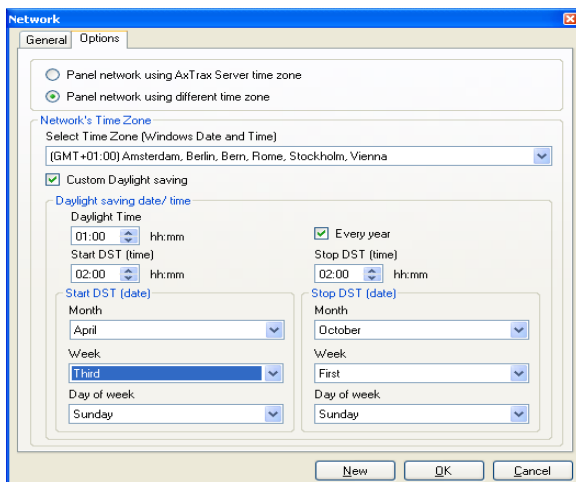 Network
General Options
Panel network using AxTrax Server time zone
Panel network using different time zone
Network's Time Zone
Select Time Zone (Windows Date and Time)
(GMT+01:00) Amsterdam, Berlin, Bern, Rome, Stockholm, Vienna
Custom Daylight saving
Daylight saving date/ time
Daylight Time
01:00 hh:mm Every year
Start DST (time) Stop DST (time)
02:00 hh:mm 02:00 hh:mm
Start DST (date) Stop DST (date)
Month Month
April October
Week Week
Third First
Day of week Day of week
Sunday Sunday
New OK Cancel